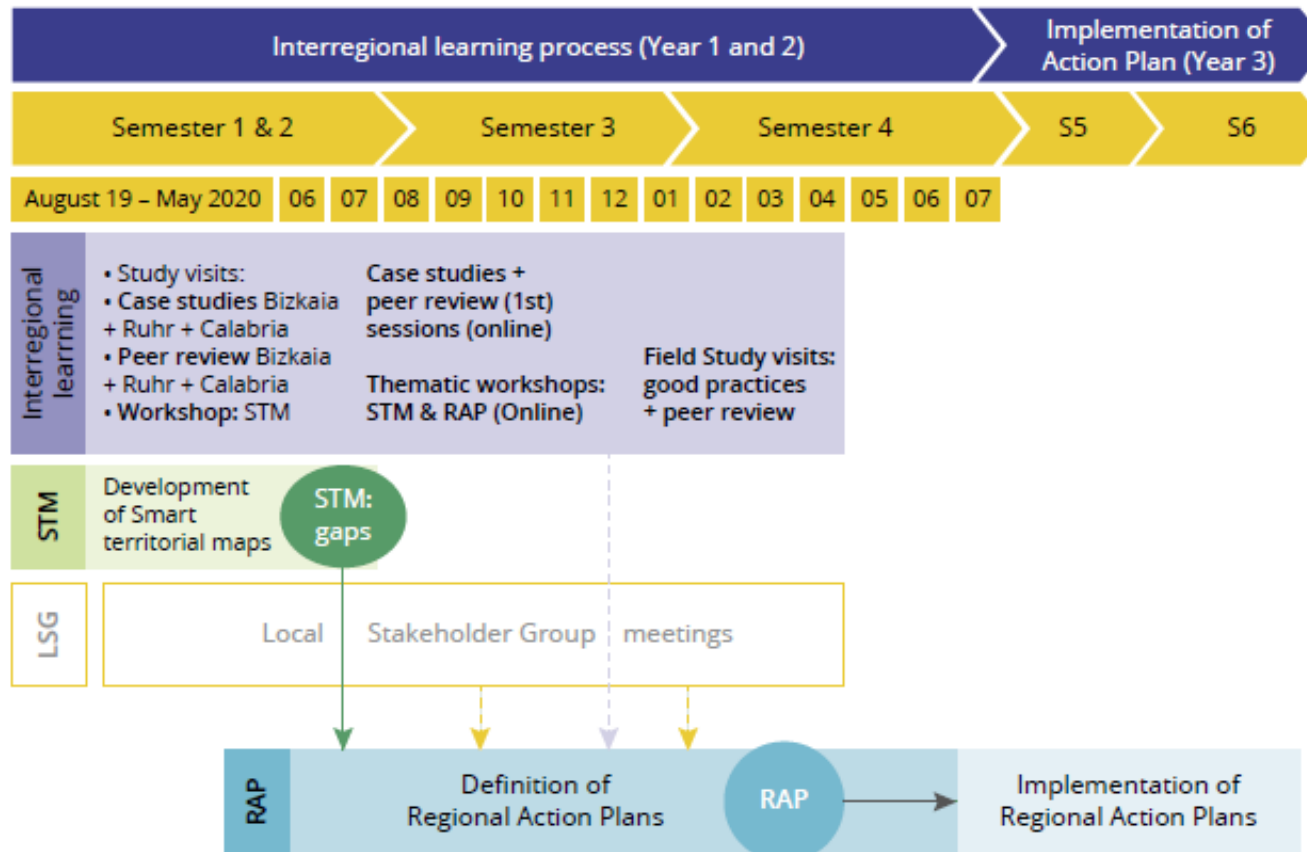 Interregional learning process (Year 1 and 2)
Implementation of
Action Plan (Year 3)
Semester 1 & 2
Semester 3
Semester 4
S5
S6
August 19 – May 2020
06
07
08
09
10
11
12
01
02
03
04
05
06
07
Interregional
learrning
• Study visits:
• Case studies Bizkaia
+ Ruhr + Calabria
• Peer review Bizkaia
+ Ruhr + Calabria
• Workshop: STM
Case studies +
peer review (1st)
sessions (online)
Thematic workshops:
STM & RAP (Online)
Field Study visits:
good practices
+ peer review
STM
Development
of Smart
territorial maps
STM:
gaps
LSG
Local Stakeholder Group meetings
RAP
Definition of
Regional Action Plans
RAP
Implementation of
Regional Action Plans